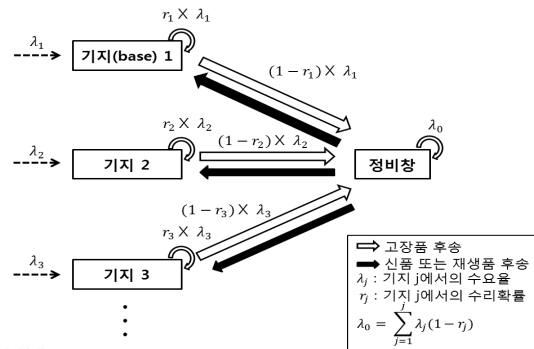 r₁ × λ₁
λ₁
기지(base) 1
(1 − r₁) × λ₁
r₂ × λ₂
(1 − r₂) × λ₂
λ₀
λ₂
기지 2
정비창
(1 − r₃) × λ₃
r₃ × λ₃
λ₃
기지 3
고장품 후송
신품 또는 재생품 후송
λⱼ : 기지 j에서의 수요율
rⱼ : 기지 j에서의 수리확률
λ₀ = ∑ⱼ₌₁ʲ λⱼ(1 − rⱼ)